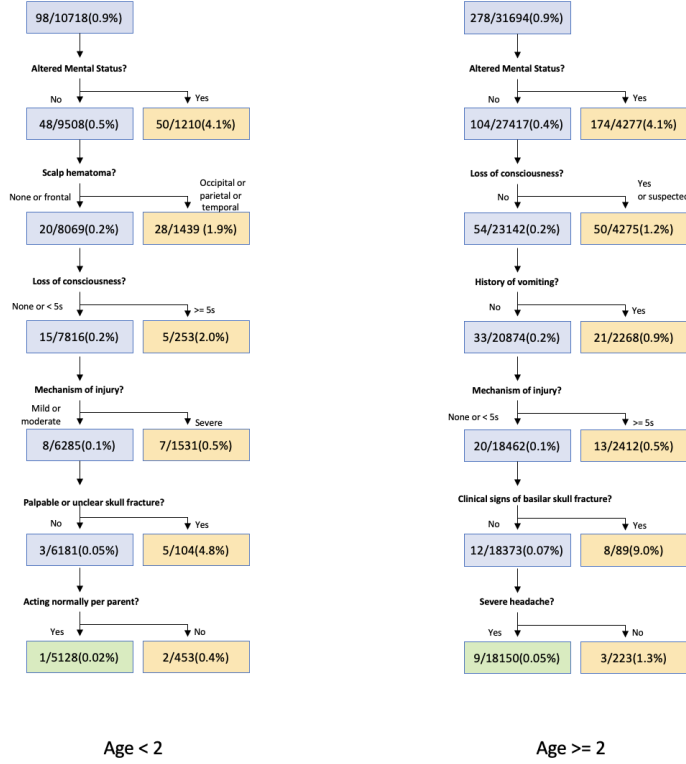 98/10718(0.9%)
Altered Mental Status?
No
Yes
48/9508(0.5%)
50/1210(4.1%)
Scalp hematoma?
None or frontal
Occipital or
parietal or
temporal
20/8069(0.2%)
28/1439 (1.9%)
Loss of consciousness?
None or < 5s
>= 5s
15/7816(0.2%)
5/253(2.0%)
Mechanism of injury?
Mild or
moderate
Severe
8/6285(0.1%)
7/1531(0.5%)
Palpable or unclear skull fracture?
No
Yes
3/6181(0.05%)
5/104(4.8%)
Acting normally per parent?
Yes
No
1/5128(0.02%)
2/453(0.4%)
Age < 2
278/31694(0.9%)
Altered Mental Status?
No
Yes
104/27417(0.4%)
174/4277(4.1%)
Loss of consciousness?
No
Yes
or suspected
54/23142(0.2%)
50/4275(1.2%)
History of vomiting?
No
Yes
33/20874(0.2%)
21/2268(0.9%)
Mechanism of injury?
None or < 5s
>= 5s
20/18462(0.1%)
13/2412(0.5%)
Clinical signs of basilar skull fracture?
No
Yes
12/18373(0.07%)
8/89(9.0%)
Severe headache?
Yes
No
9/18150(0.05%)
3/223(1.3%)
Age >= 2